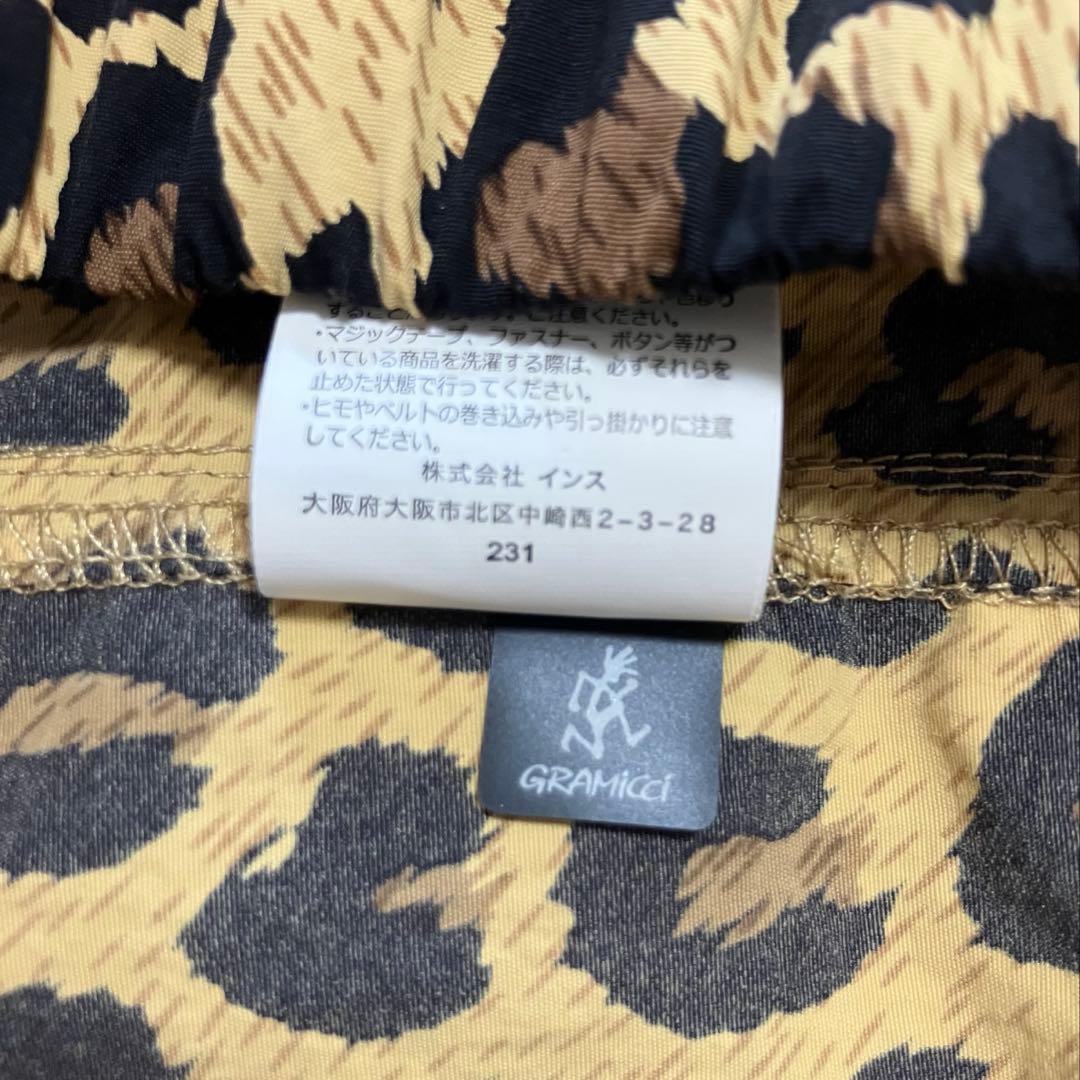 することがあります。ご注意ください。
・マジックテープ、ファスナー、ボタン等がつ
いている商品を洗濯する際は、必ずそれらを
止めた状態で行ってください。
・ヒモやベルトの巻き込みや引っ掛かりに注意
してください。
株式会社 インス
大阪府大阪市北区中崎西2-3-28
231
GRAMiCCi